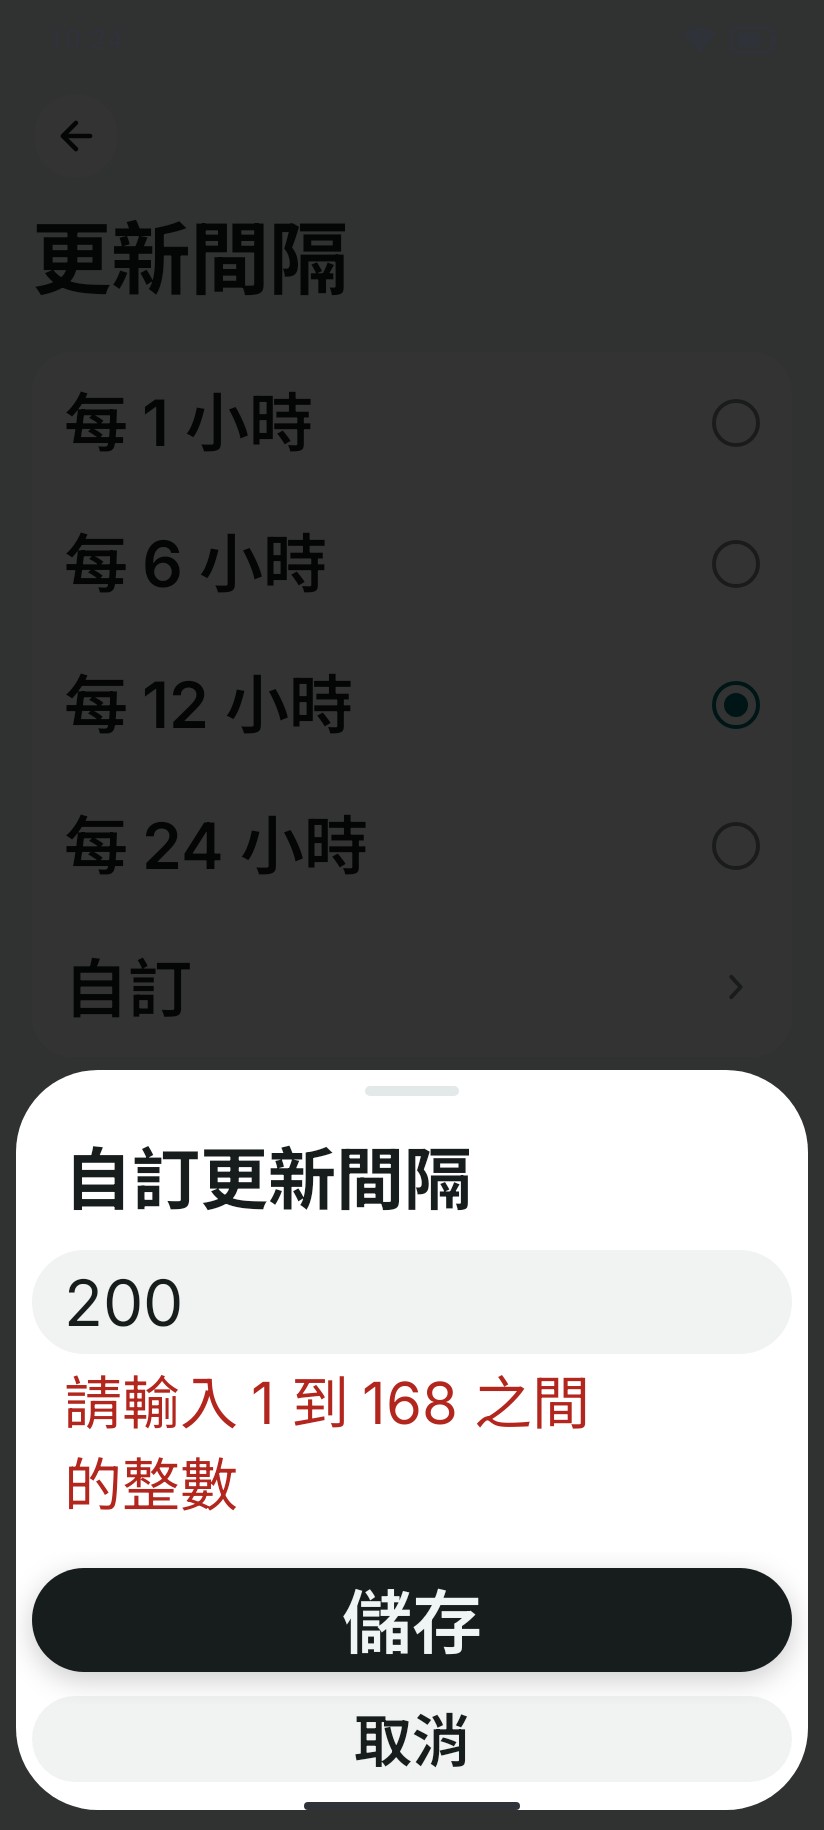 更新間隔
每 1 小時
每 6 小時
每 12 小時
每 24 小時
自訂
自訂更新間隔
200
請輸入 1 到 168 之間
的整數
儲存
取消